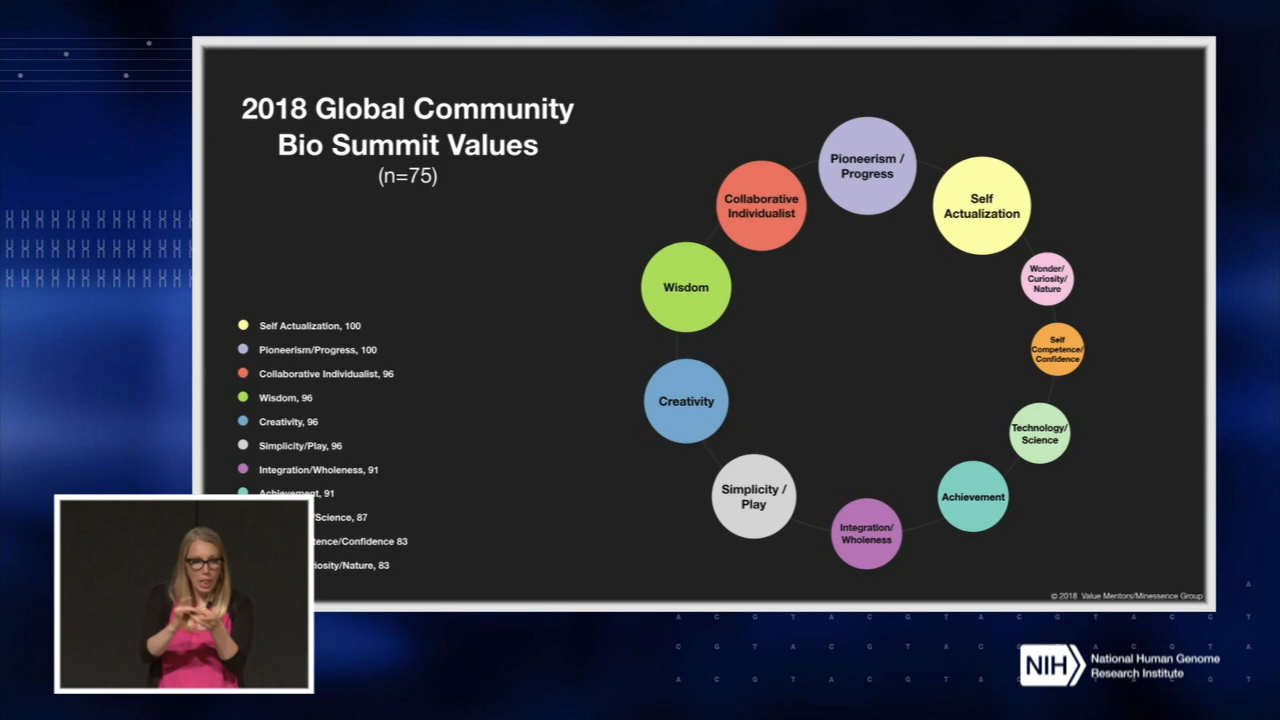 2018 Global Community
Bio Summit Values
(n=75)
Pioneerism /
Progress
Collaborative
Individualist
Self
Actualization
Wonder/
Curiosity/
Nature
Wisdom
Self
Competence/
Confidence
Creativity
Technology/
Science
Simplicity /
Play
Achievement
Integration/
Wholeness
Self Actualization, 100
Pioneerism/Progress, 100
Collaborative Individualist, 96
Wisdom, 96
Creativity, 96
Simplicity/Play, 96
Integration/Wholeness, 91
Achievement, 91
/Science, 87
tence/Confidence 83
iosity/Nature, 83
© 2018 Value Mentors/Minessence Group
A
A C G T A C G T A C G T A C G T
C G T A C G T A C G T A C G T A
A C G T A C G T A C G T A C G T
NIH
National Human Genome
Research Institute